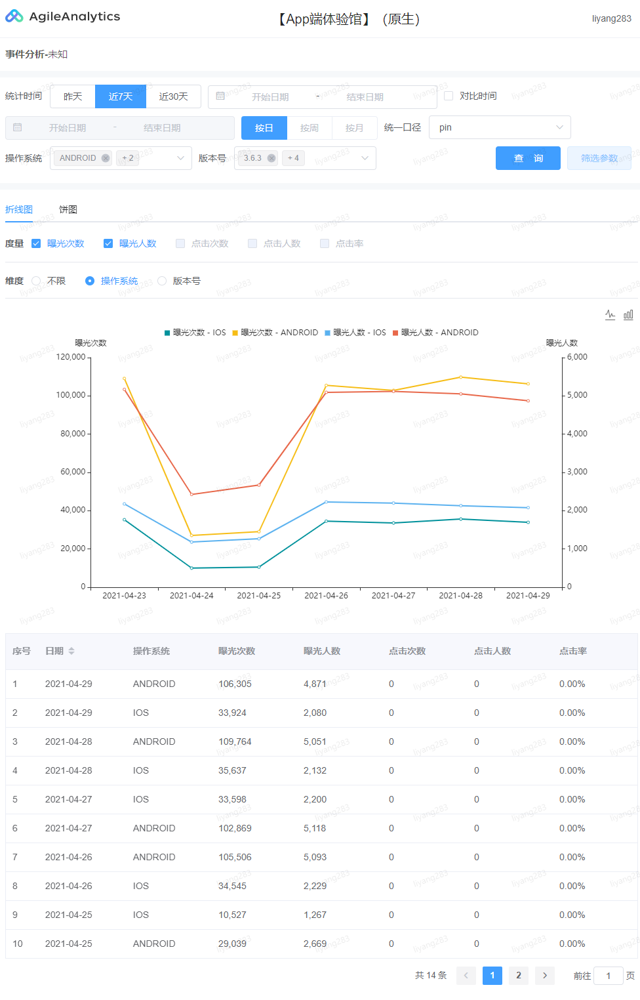 AgileAnalytics
【App端体验馆】（原生）
liyang283
事件分析-未知
统计时间 昨天 近7天 近30天 开始日期 - 结束日期 对比时间
开始日期 - 结束日期 按日 按周 按月 统一口径 pin
操作系统 ANDROID + 2 版本号 3.6.3 + 4 查 询 筛选参数
折线图 饼图
度量 曝光次数 曝光人数 点击次数 点击人数 点击率
维度 不限 操作系统 版本号
曝光次数 - IOS 曝光次数 - ANDROID 曝光人数 - IOS 曝光人数 - ANDROID
曝光次数 曝光人数
120,000 6,000
100,000 5,000
80,000 4,000
60,000 3,000
40,000 2,000
20,000 1,000
0 0
2021-04-23 2021-04-24 2021-04-25 2021-04-26 2021-04-27 2021-04-28 2021-04-29
序号 日期 操作系统 曝光次数 曝光人数 点击次数 点击人数 点击率
1 2021-04-29 ANDROID 106,305 4,871 0 0 0.00%
2 2021-04-29 IOS 33,924 2,080 0 0 0.00%
3 2021-04-28 ANDROID 109,764 5,051 0 0 0.00%
4 2021-04-28 IOS 35,637 2,132 0 0 0.00%
5 2021-04-27 IOS 33,598 2,200 0 0 0.00%
6 2021-04-27 ANDROID 102,869 5,118 0 0 0.00%
7 2021-04-26 ANDROID 105,506 5,093 0 0 0.00%
8 2021-04-26 IOS 34,545 2,229 0 0 0.00%
9 2021-04-25 IOS 10,527 1,267 0 0 0.00%
10 2021-04-25 ANDROID 29,039 2,669 0 0 0.00%
共 14 条 1 2 前往 1 页